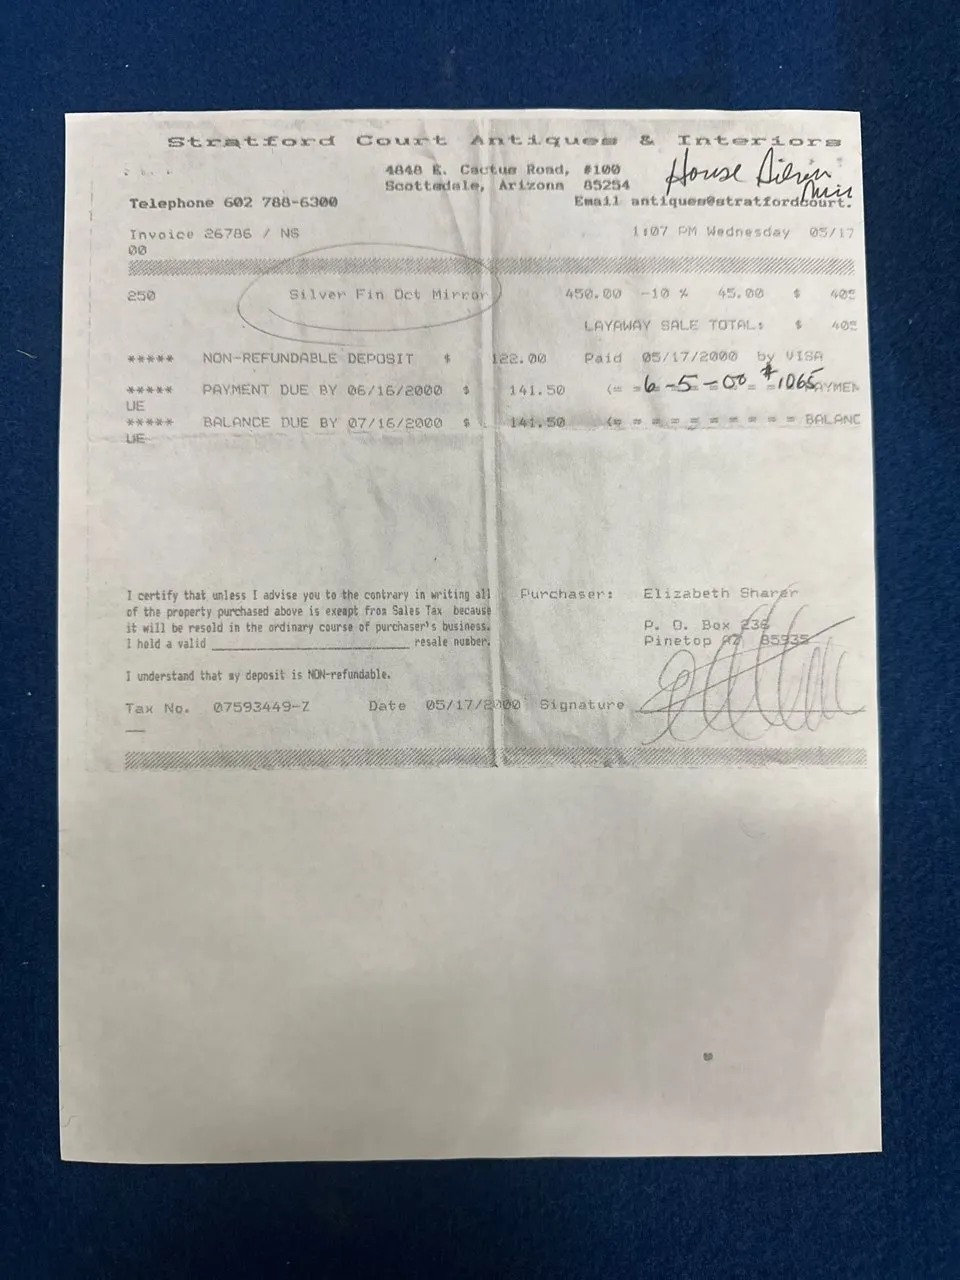 Stratford Court Antiques & Interiors
4848 E. Cactus Road, #100
Scottsdale, Arizona 85254
House
Telephone 602 788-6300
Email antiques@stratfordcourt.
Invoice 26786 / NS
1:07 PM Wednesday 05/17
00
250 Silver Fin Oct Mirror 450.00 -10 % 45.00 $ 405
LAYAWAY SALE TOTAL: $ 405
***** NON-REFUNDABLE DEPOSIT $ 122.00 Paid 05/17/2000 by VISA
***** PAYMENT DUE BY 06/16/2000 $ 141.50 (= = 6-5-00 = = #1065 AYMEN
UE
***** BALANCE DUE BY 07/16/2000 $ 141.50 (= = = = = = = = = = BALANC
UE
I certify that unless I advise you to the contrary in writing all
of the property purchased above is exempt from Sales Tax because
it will be resold in the ordinary course of purchaser's business.
I hold a valid ____________________ resale number.
I understand that my deposit is NON-refundable.
Purchaser: Elizabeth Sharer
P. O. Box 236
Pinetop AZ 85935
Tax No. 07593449-Z Date 05/17/2000 Signature